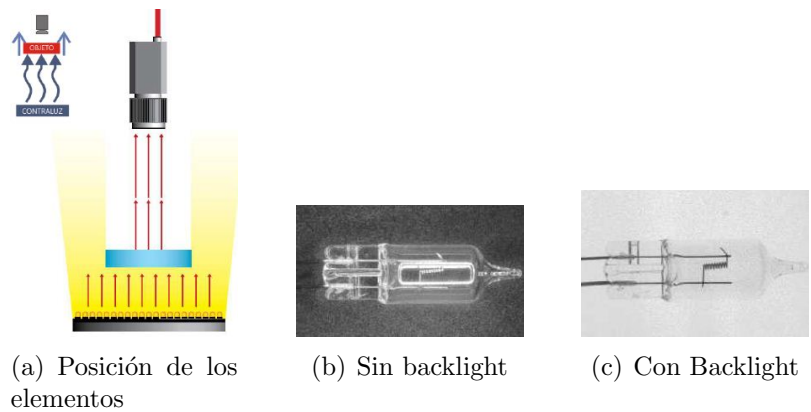 OBJETO
CONTRALUZ
(a) Posición de los
elementos
(b) Sin backlight
(c) Con Backlight